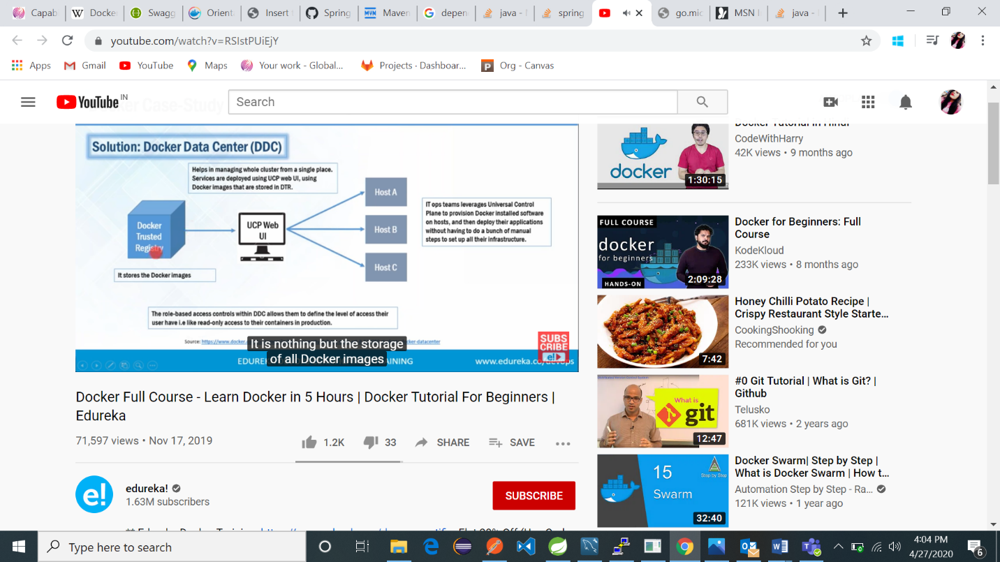 Capab
Docke
Swagg
Orient
Insert I
Spring
Maven
depen
java - I
spring
go.mic
MSN I
java -
youtube.com/watch?v=RSIstPUiEjY
Apps
Gmail
YouTube
Maps
Your work - Global...
Projects · Dashboar...
Org - Canvas
YouTube IN
Search
Solution: Docker Data Center (DDC)
Helps in managing whole cluster from a single place.
Services are deployed using UCP web UI, using
Docker images that are stored in DTR.
Docker
Trusted
Registry
UCP Web
UI
Host A
Host B
Host C
IT ops teams leverages Universal Control
Plane to provision Docker installed software
on hosts, and then deploy their applications
without having to do a bunch of manual
steps to set up all their infrastructure.
It stores the Docker images
The role-based access controls within DDC allows them to define the level of access their
user have i.e like read-only access to their containers in production.
Source: https://www.docker.
It is nothing but the storage
of all Docker images
SUBS
CRIBE
e!
www.edureka.co/devops
Docker Full Course - Learn Docker in 5 Hours | Docker Tutorial For Beginners |
Edureka
71,597 views • Nov 17, 2019
1.2K
33
SHARE
SAVE
e!
edureka!
1.63M subscribers
SUBSCRIBE
Docker Tutorial in Hindi
CodeWithHarry
42K views • 9 months ago
docker
1:30:15
FULL COURSE
docker
for beginners
HANDS-ON
2:09:28
Docker for Beginners: Full
Course
KodeKloud
233K views • 8 months ago
Honey Chilli Potato Recipe |
Crispy Restaurant Style Starte...
CookingShooking
Recommended for you
7:42
What is
git
12:47
#0 Git Tutorial | What is Git? |
Github
Telusko
681K views • 2 years ago
15
Swarm
Step by Step
32:40
Docker Swarm| Step by Step |
What is Docker Swarm | How t...
Automation Step by Step - Ra...
121K views • 1 year ago
Type here to search
4:04 PM
4/27/2020
6